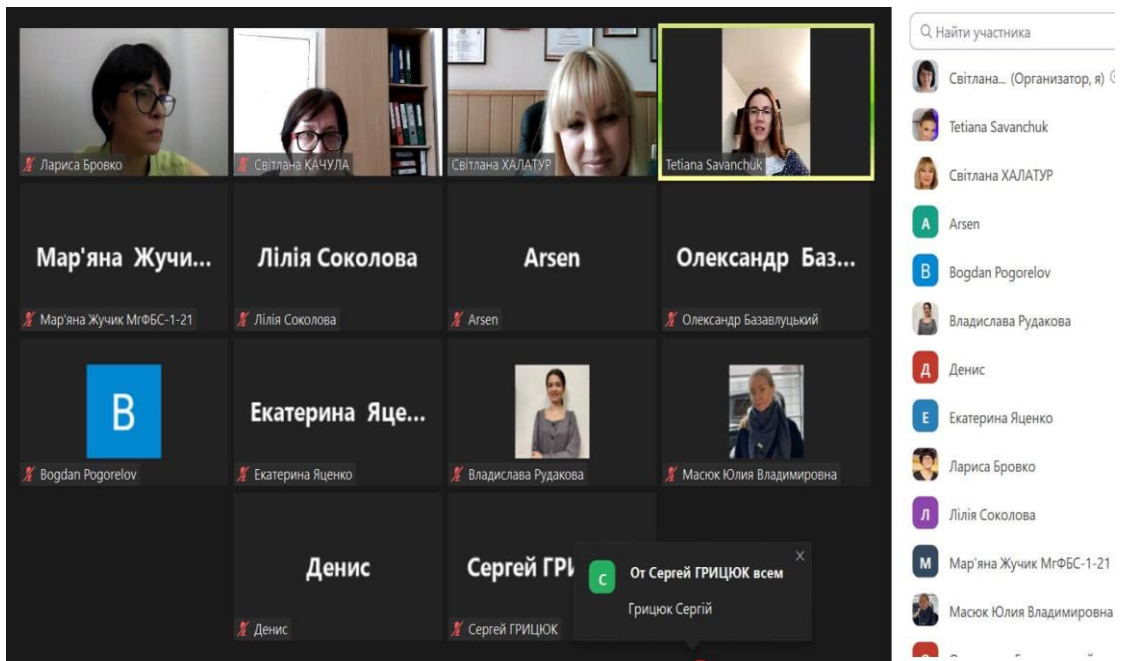 Лариса Бровко
Світлана КАЧУЛА
Світлана ХАЛАТУР
Tetiana Savanchuk
Мар'яна Жучи...
Лілія Соколова
Arsen
Олександр Баз...
Мар'яна Жучик МгФБС-1-21
Лілія Соколова
Arsen
Олександр Базавлуцький
B
Екатерина Яце...
Bogdan Pogorelov
Екатерина Яценко
Владислава Рудакова
Масюк Юлия Владимировна
Денис
Сергей ГРИ
Денис
Сергей ГРИЦЮК
С
От Сергей ГРИЦЮК всем
Грицюк Сергій
Найти участника
Світлана... (Организатор, я)
Tetiana Savanchuk
Світлана ХАЛАТУР
A
Arsen
B
Bogdan Pogorelov
Владислава Рудакова
Д
Денис
Е
Екатерина Яценко
Лариса Бровко
Л
Лілія Соколова
М
Мар'яна Жучик МгФБС-1-21
Масюк Юлия Владимировна